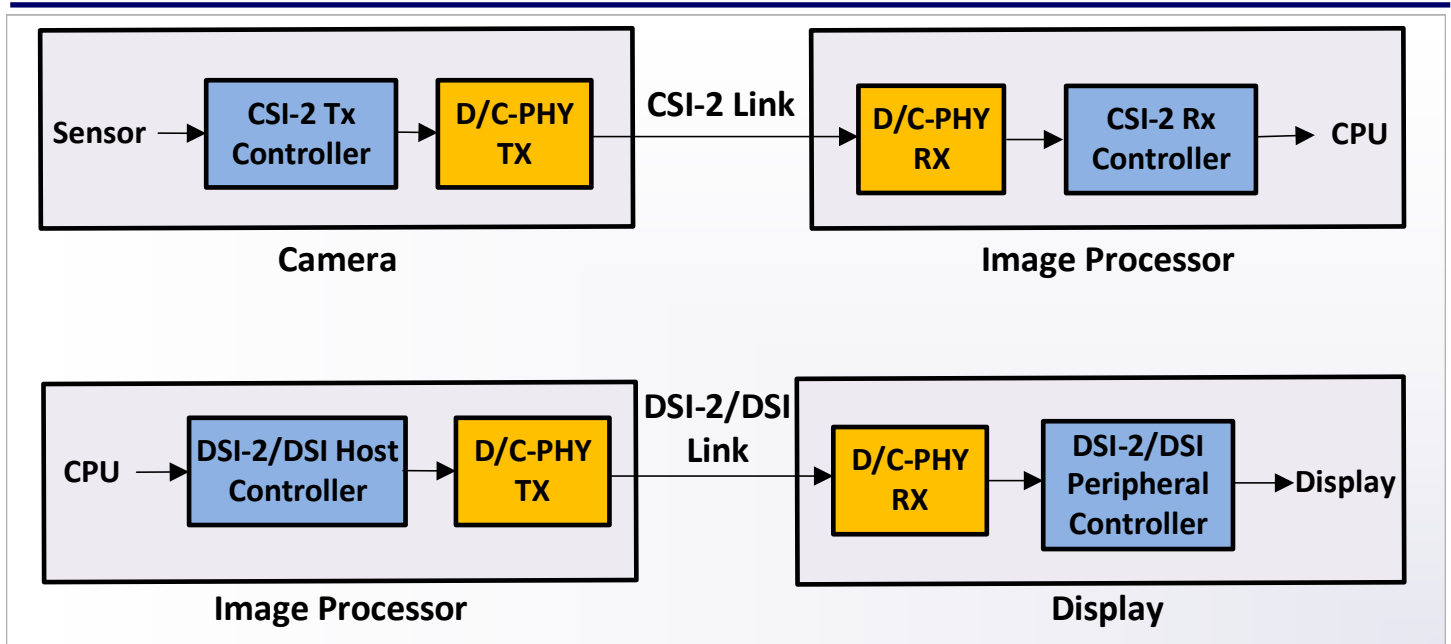 Sensor
CSI-2 Tx
Controller
D/C-PHY
TX
CSI-2 Link
D/C-PHY
RX
CSI-2 Rx
Controller
CPU
Camera
Image Processor
CPU
DSI-2/DSI Host
Controller
D/C-PHY
TX
DSI-2/DSI
Link
D/C-PHY
RX
DSI-2/DSI
Peripheral
Controller
Display
Image Processor
Display